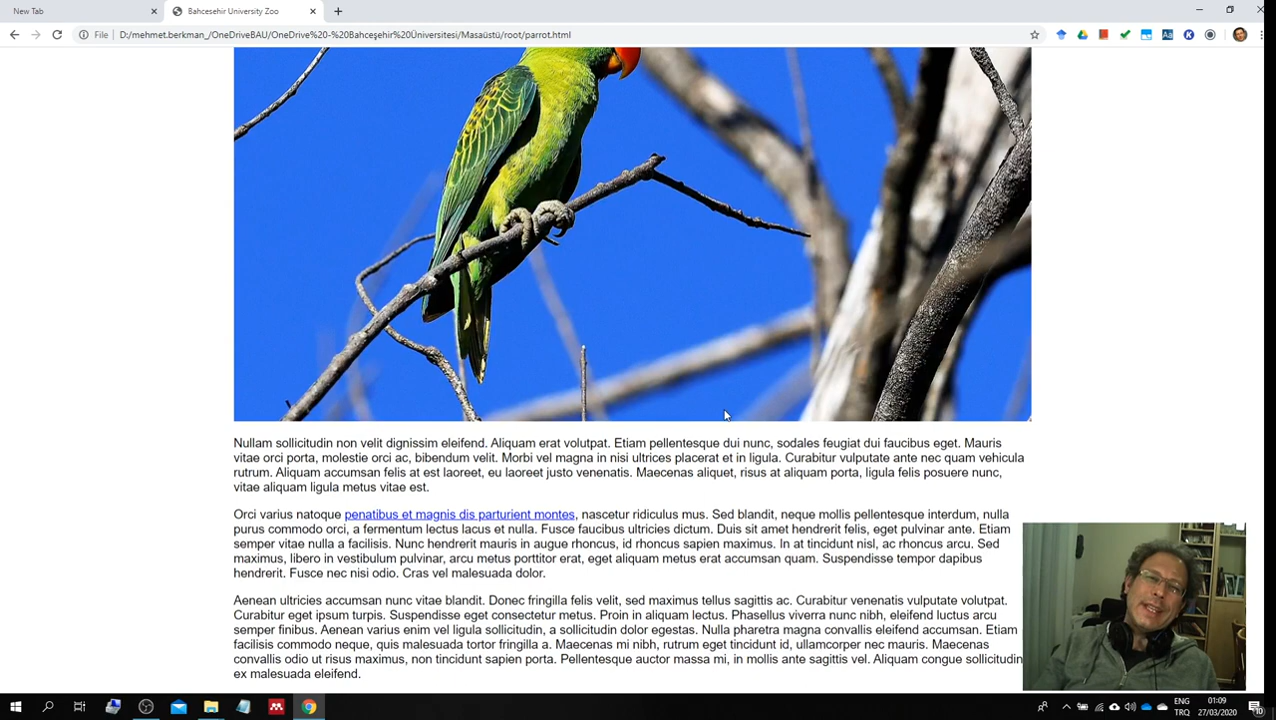 New Tab
Bahcesehir University Zoo
File
D:/mehmet.berkman_/OneDriveBAU/OneDrive%20-%20Bahçeşehir%20Üniversitesi/Masaüstü/root/parrot.html
Nullam sollicitudin non velit dignissim eleifend. Aliquam erat volutpat. Etiam pellentesque dui nunc, sodales feugiat dui faucibus eget. Mauris
vitae orci porta, molestie orci ac, bibendum velit. Morbi vel magna in nisi ultrices placerat et in ligula. Curabitur vulputate ante nec quam vehicula
rutrum. Aliquam accumsan felis at est laoreet, eu laoreet justo venenatis. Maecenas aliquet, risus at aliquam porta, ligula felis posuere nunc,
vitae aliquam ligula metus vitae est.
Orci varius natoque penatibus et magnis dis parturient montes, nascetur ridiculus mus. Sed blandit, neque mollis pellentesque interdum, nulla
purus commodo orci, a fermentum lectus lacus et nulla. Fusce faucibus ultricies dictum. Duis sit amet hendrerit felis, eget pulvinar ante. Etiam
semper vitae nulla a facilisis. Nunc hendrerit mauris in augue rhoncus, id rhoncus sapien maximus. In at tincidunt nisl, ac rhoncus arcu. Sed
maximus, libero in vestibulum pulvinar, arcu metus porttitor erat, eget aliquam metus erat accumsan quam. Suspendisse tempor dapibus
hendrerit. Fusce nec nisi odio. Cras vel malesuada dolor.
Aenean ultricies accumsan nunc vitae blandit. Donec fringilla felis velit, sed maximus tellus sagittis ac. Curabitur venenatis vulputate volutpat.
Curabitur eget ipsum turpis. Suspendisse eget consectetur metus. Proin in aliquam lectus. Phasellus viverra nunc nibh, eleifend luctus arcu
semper finibus. Aenean varius enim vel ligula sollicitudin, a sollicitudin dolor egestas. Nulla pharetra magna convallis eleifend accumsan. Etiam
facilisis commodo neque, quis malesuada tortor fringilla a. Maecenas mi nibh, rutrum eget tincidunt id, ullamcorper nec mauris. Maecenas
convallis odio ut risus maximus, non tincidunt sapien porta. Pellentesque auctor massa mi, in mollis ante sagittis vel. Aliquam congue sollicitudin
ex malesuada eleifend.
ENG
TRQ
01:09
27/03/2020